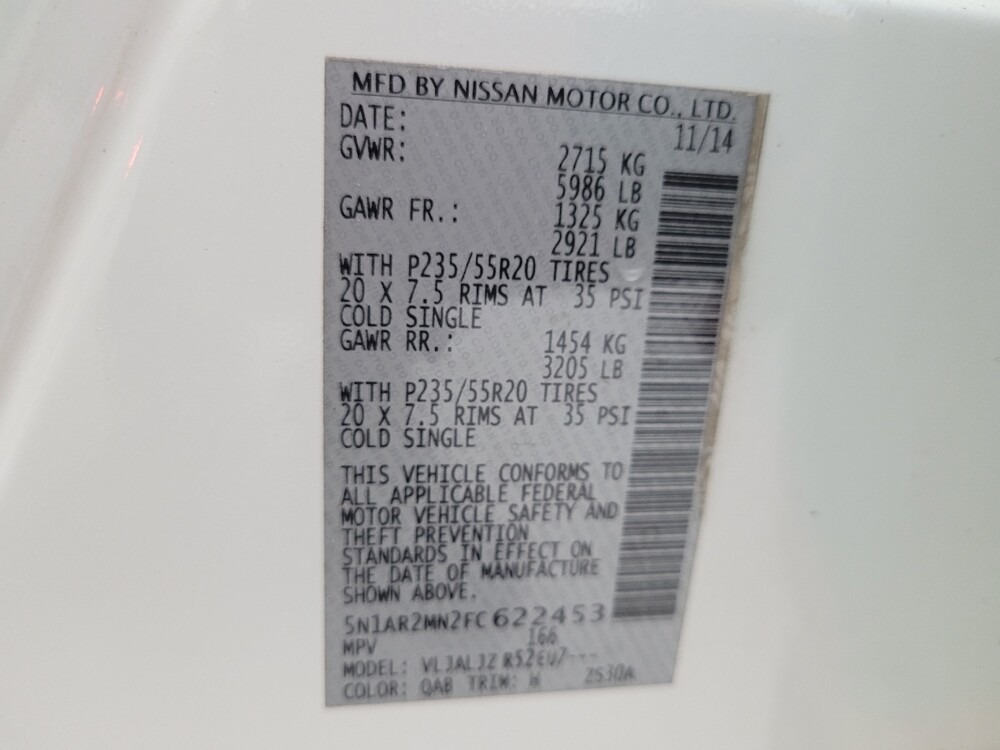 MFD BY NISSAN MOTOR CO., LTD.
DATE: 11/14
GVWR: 2715 KG
5986 LB
GAWR FR.: 1325 KG
2921 LB
WITH P235/55R20 TIRES
20 X 7.5 RIMS AT 35 PSI
COLD SINGLE
GAWR RR.: 1454 KG
3205 LB
WITH P235/55R20 TIRES
20 X 7.5 RIMS AT 35 PSI
COLD SINGLE
THIS VEHICLE CONFORMS TO
ALL APPLICABLE FEDERAL
MOTOR VEHICLE SAFETY AND
THEFT PREVENTION
STANDARDS IN EFFECT ON
THE DATE OF MANUFACTURE
SHOWN ABOVE.
5N1AR2MN2FC622453
MPV 166
MODEL:
COLOR: QAB TRIM: